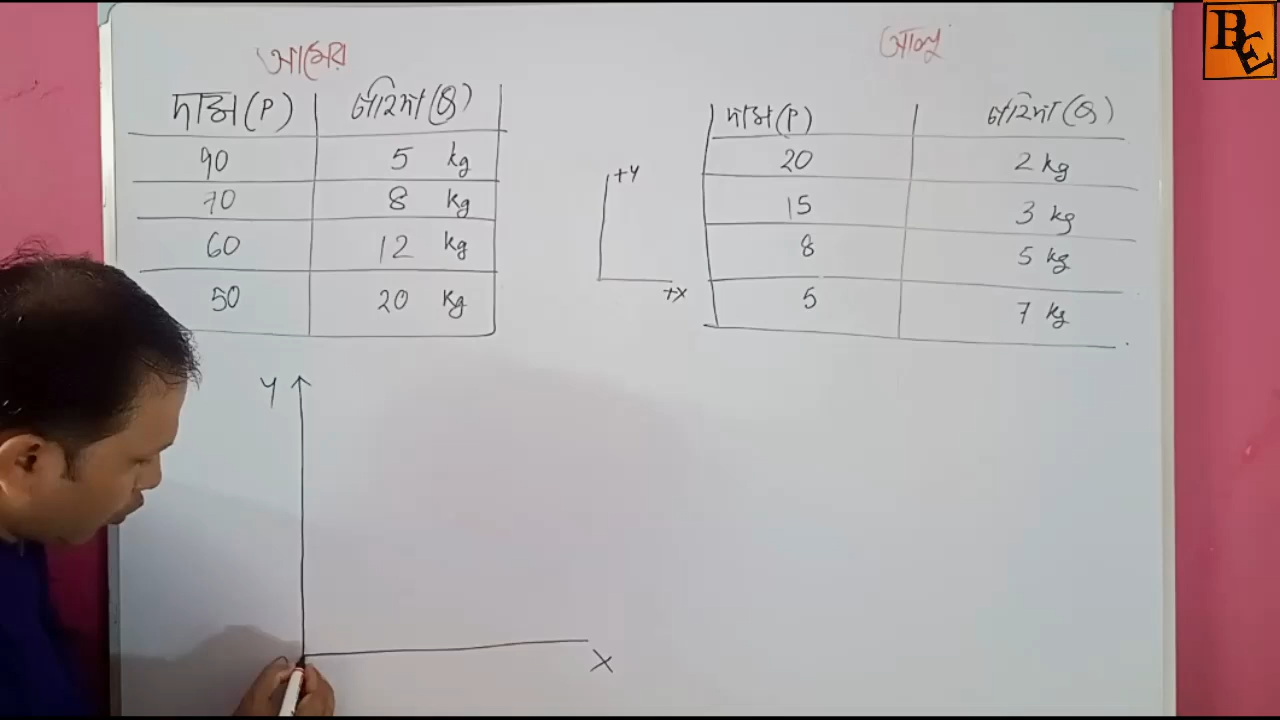 আমের
দাম (P) চাহিদা (Q)
90 5 kg
70 8 kg
60 12 kg
50 20 kg
আলু
দাম (P) চাহিদা (Q)
20 2 kg
15 3 kg
8 5 kg
5 7 kg
+Y
+X
Y
X
BE